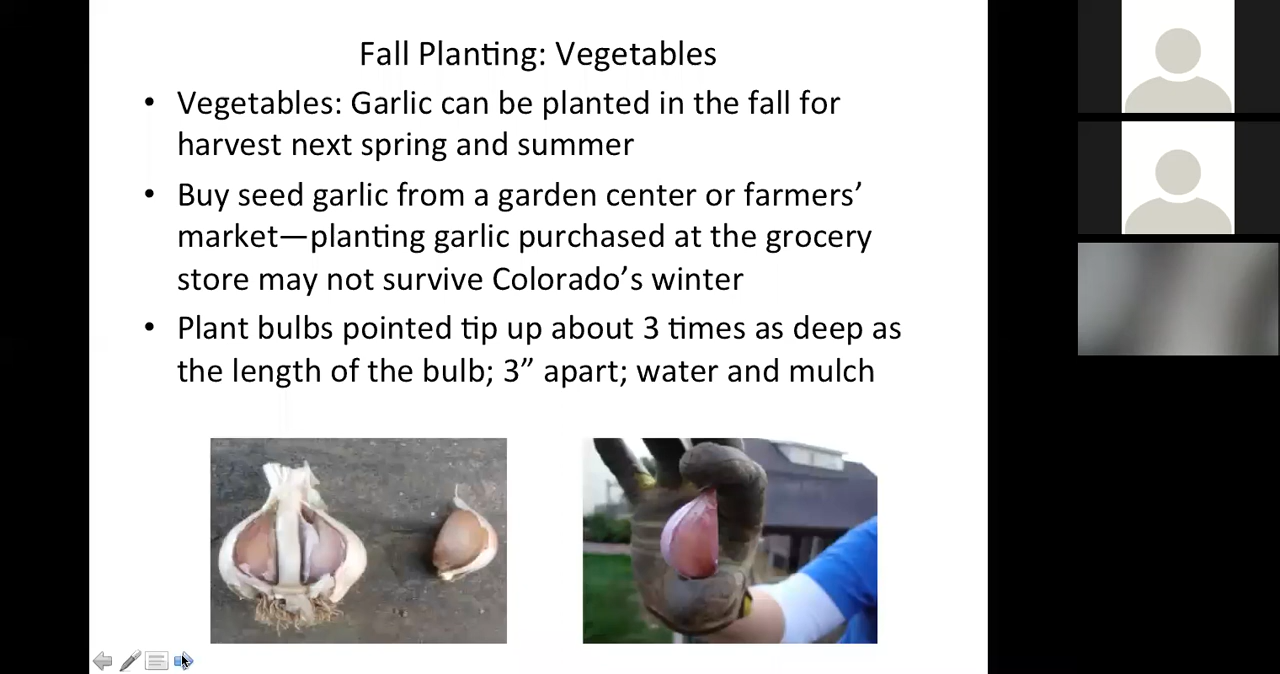 Fall Planting: Vegetables
• Vegetables: Garlic can be planted in the fall for
harvest next spring and summer
• Buy seed garlic from a garden center or farmers’
market—planting garlic purchased at the grocery
store may not survive Colorado’s winter
• Plant bulbs pointed tip up about 3 times as deep as
the length of the bulb; 3” apart; water and mulch